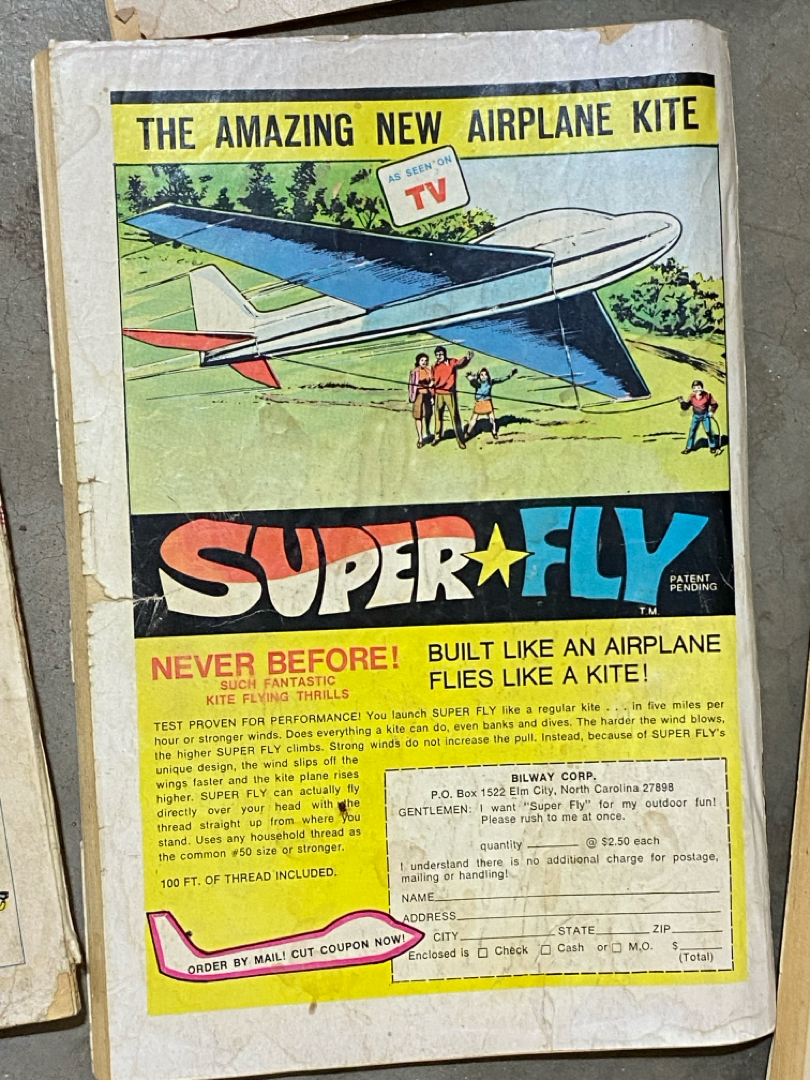 THE AMAZING NEW AIRPLANE KITE
AS SEEN ON
TV
SUPER FLY
PATENT
PENDING
T.M.
NEVER BEFORE!
SUCH FANTASTIC
KITE FLYING THRILLS
BUILT LIKE AN AIRPLANE
FLIES LIKE A KITE!
TEST PROVEN FOR PERFORMANCE! You launch SUPER FLY like a regular kite . . . in five miles per
hour or stronger winds. Does everything a kite can do, even banks and dives. The harder the wind blows,
the higher SUPER FLY climbs. Strong winds do not increase the pull. Instead, because of SUPER FLY's
unique design, the wind slips off the
wings faster and the kite plane rises
higher. SUPER FLY can actually fly
directly over your head with the
thread straight up from where you
stand. Uses any household thread as
the common #50 size or stronger.
100 FT. OF THREAD INCLUDED.
ORDER BY MAIL! CUT COUPON NOW!
BILWAY CORP.
P.O. Box 1522 Elm City, North Carolina 27898
GENTLEMEN: I want "Super Fly" for my outdoor fun!
Please rush to me at once.
quantity ______ @ $2.50 each
I understand there is no additional charge for postage,
mailing or handling!
NAME
ADDRESS
CITY STATE ZIP
Enclosed is □ Check □ Cash or □ M.O. $
(Total)